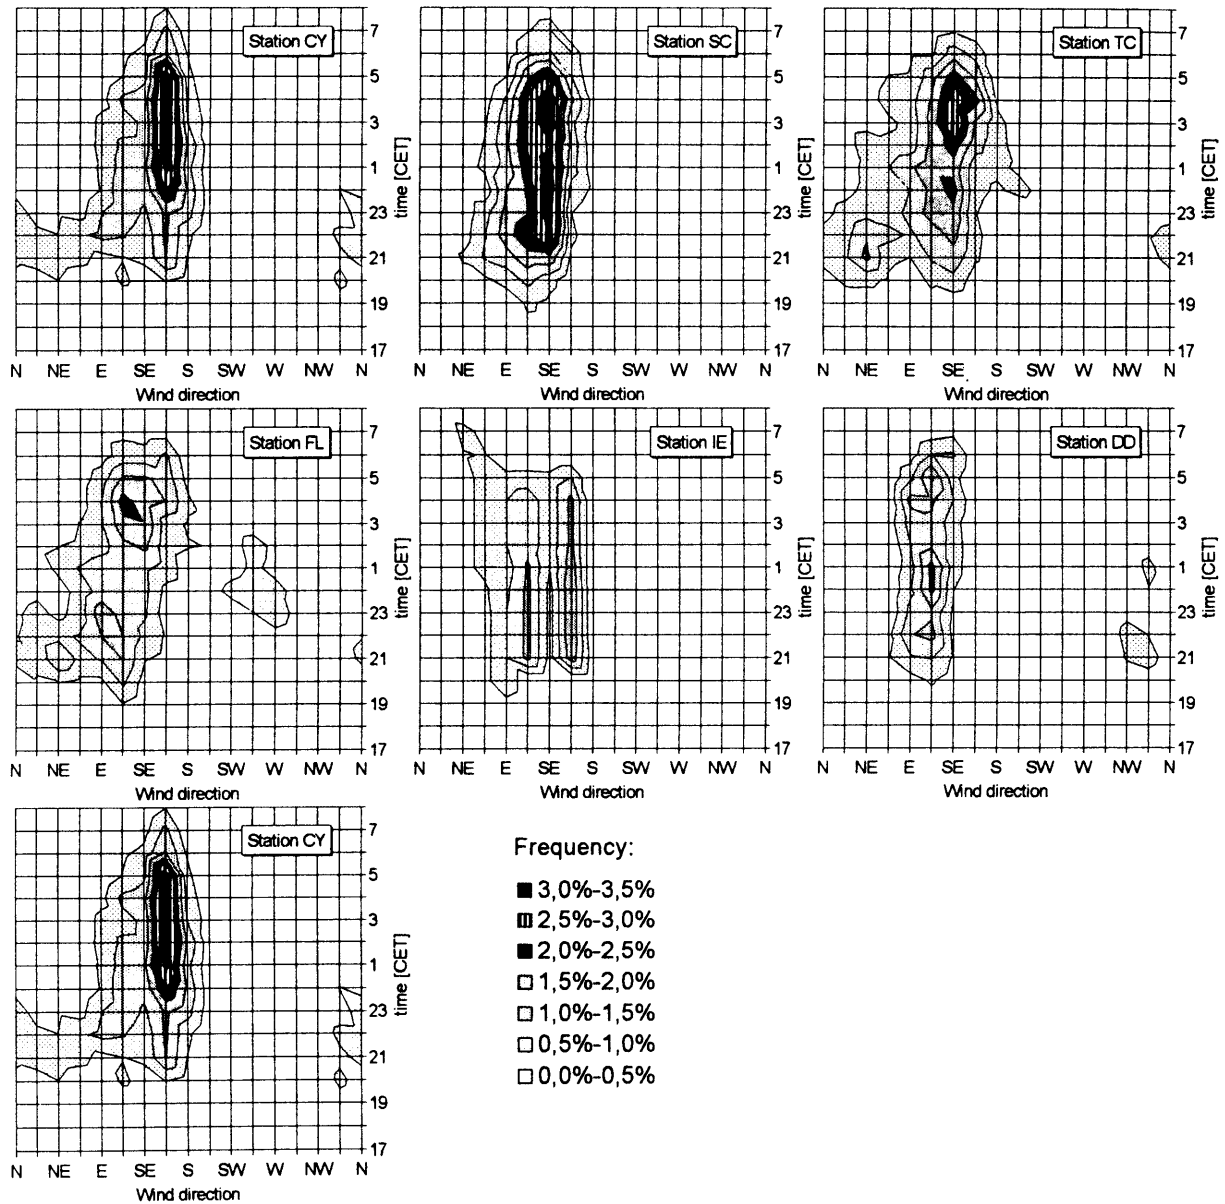 Station CY
7
5
3
1
23
21
19
17
time [CET]
N NE E SE S SW W NW N
Wind direction
Station SC
7
5
3
1
23
21
19
17
time [CET]
N NE E SE S SW W NW N
Wind direction
Station TC
7
5
3
1
23
21
19
17
time [CET]
N NE E SE S SW W NW N
Wind direction
Station FL
7
5
3
1
23
21
19
17
time [CET]
N NE E SE S SW W NW N
Wind direction
Station IE
7
5
3
1
23
21
19
17
time [CET]
N NE E SE S SW W NW N
Wind direction
Station DD
7
5
3
1
23
21
19
17
time [CET]
N NE E SE S SW W NW N
Wind direction
Station CY
7
5
3
1
23
21
19
17
time [CET]
N NE E SE S SW W NW N
Wind direction
Frequency:
3,0%-3,5%
2,5%-3,0%
2,0%-2,5%
1,5%-2,0%
1,0%-1,5%
0,5%-1,0%
0,0%-0,5%